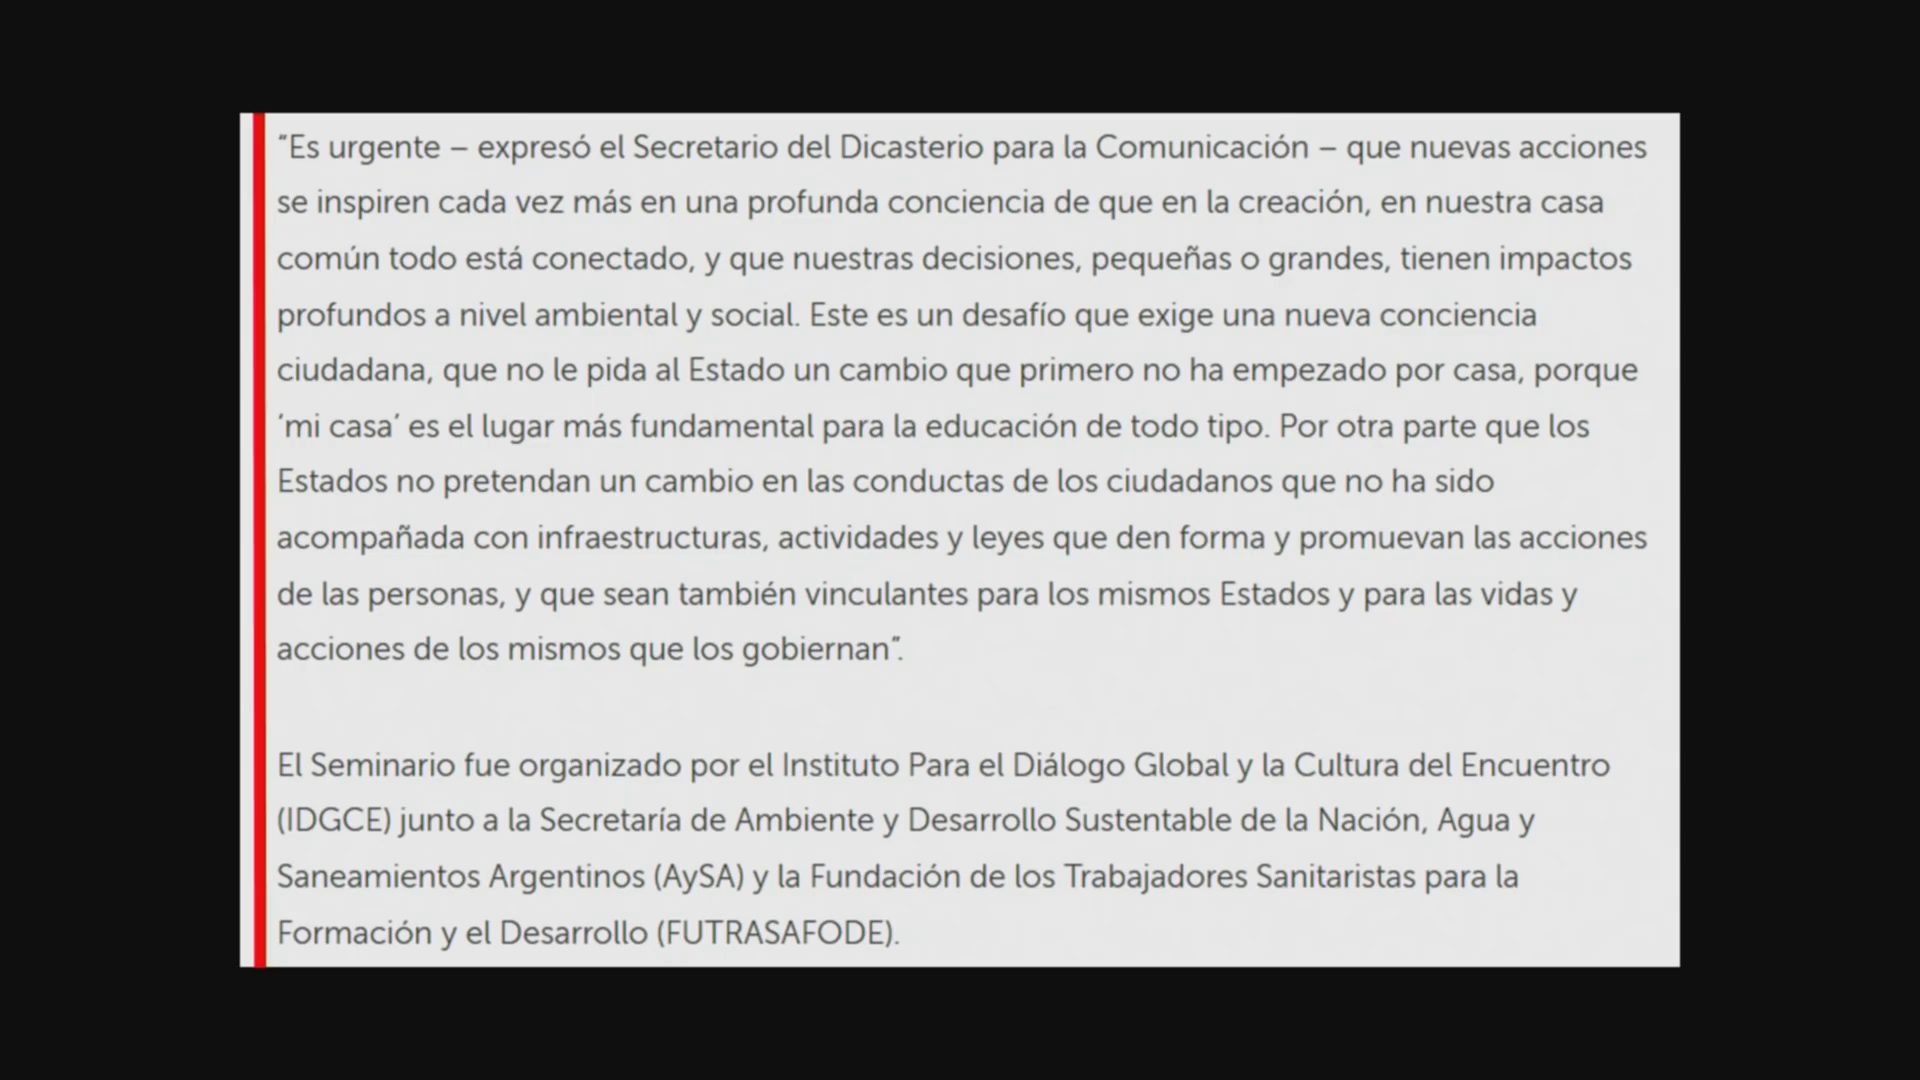 “Es urgente – expresó el Secretario del Dicasterio para la Comunicación – que nuevas acciones
se inspiren cada vez más en una profunda conciencia de que en la creación, en nuestra casa
común todo está conectado, y que nuestras decisiones, pequeñas o grandes, tienen impactos
profundos a nivel ambiental y social. Este es un desafío que exige una nueva conciencia
ciudadana, que no le pida al Estado un cambio que primero no ha empezado por casa, porque
‘mi casa’ es el lugar más fundamental para la educación de todo tipo. Por otra parte que los
Estados no pretendan un cambio en las conductas de los ciudadanos que no ha sido
acompañada con infraestructuras, actividades y leyes que den forma y promuevan las acciones
de las personas, y que sean también vinculantes para los mismos Estados y para las vidas y
acciones de los mismos que los gobiernan”.
El Seminario fue organizado por el Instituto Para el Diálogo Global y la Cultura del Encuentro
(IDGCE) junto a la Secretaría de Ambiente y Desarrollo Sustentable de la Nación, Agua y
Saneamientos Argentinos (AySA) y la Fundación de los Trabajadores Sanitaristas para la
Formación y el Desarrollo (FUTRASAFODE).